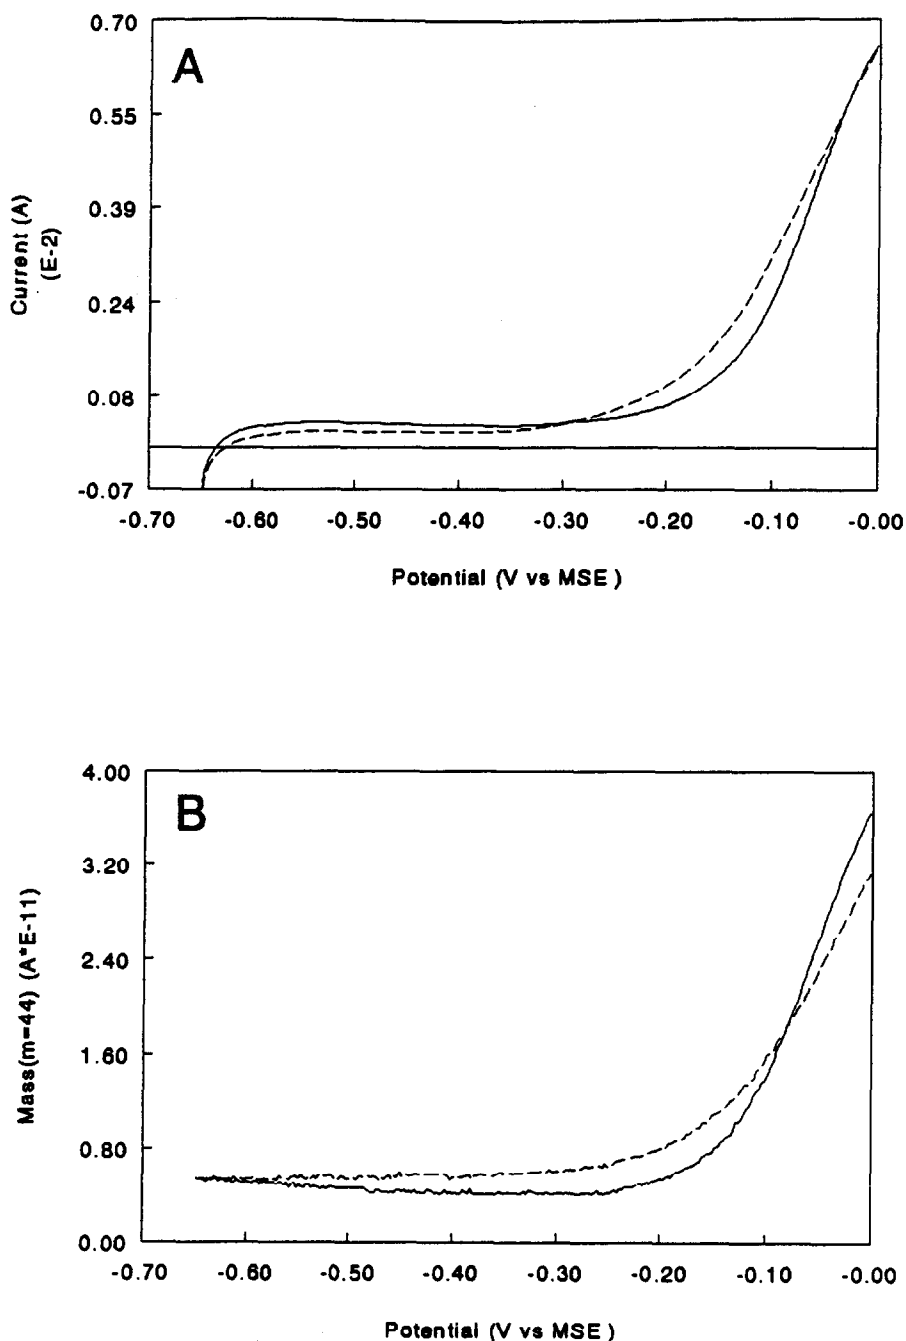 A
0.70
0.55
0.39
0.24
0.08
-0.07
Current (A)
(E-2)
-0.70 -0.60 -0.50 -0.40 -0.30 -0.20 -0.10 -0.00
Potential (V vs MSE)
B
4.00
3.20
2.40
1.60
0.80
0.00
Mass(m=44) (A*E-11)
-0.70 -0.60 -0.50 -0.40 -0.30 -0.20 -0.10 -0.00
Potential (V vs MSE)